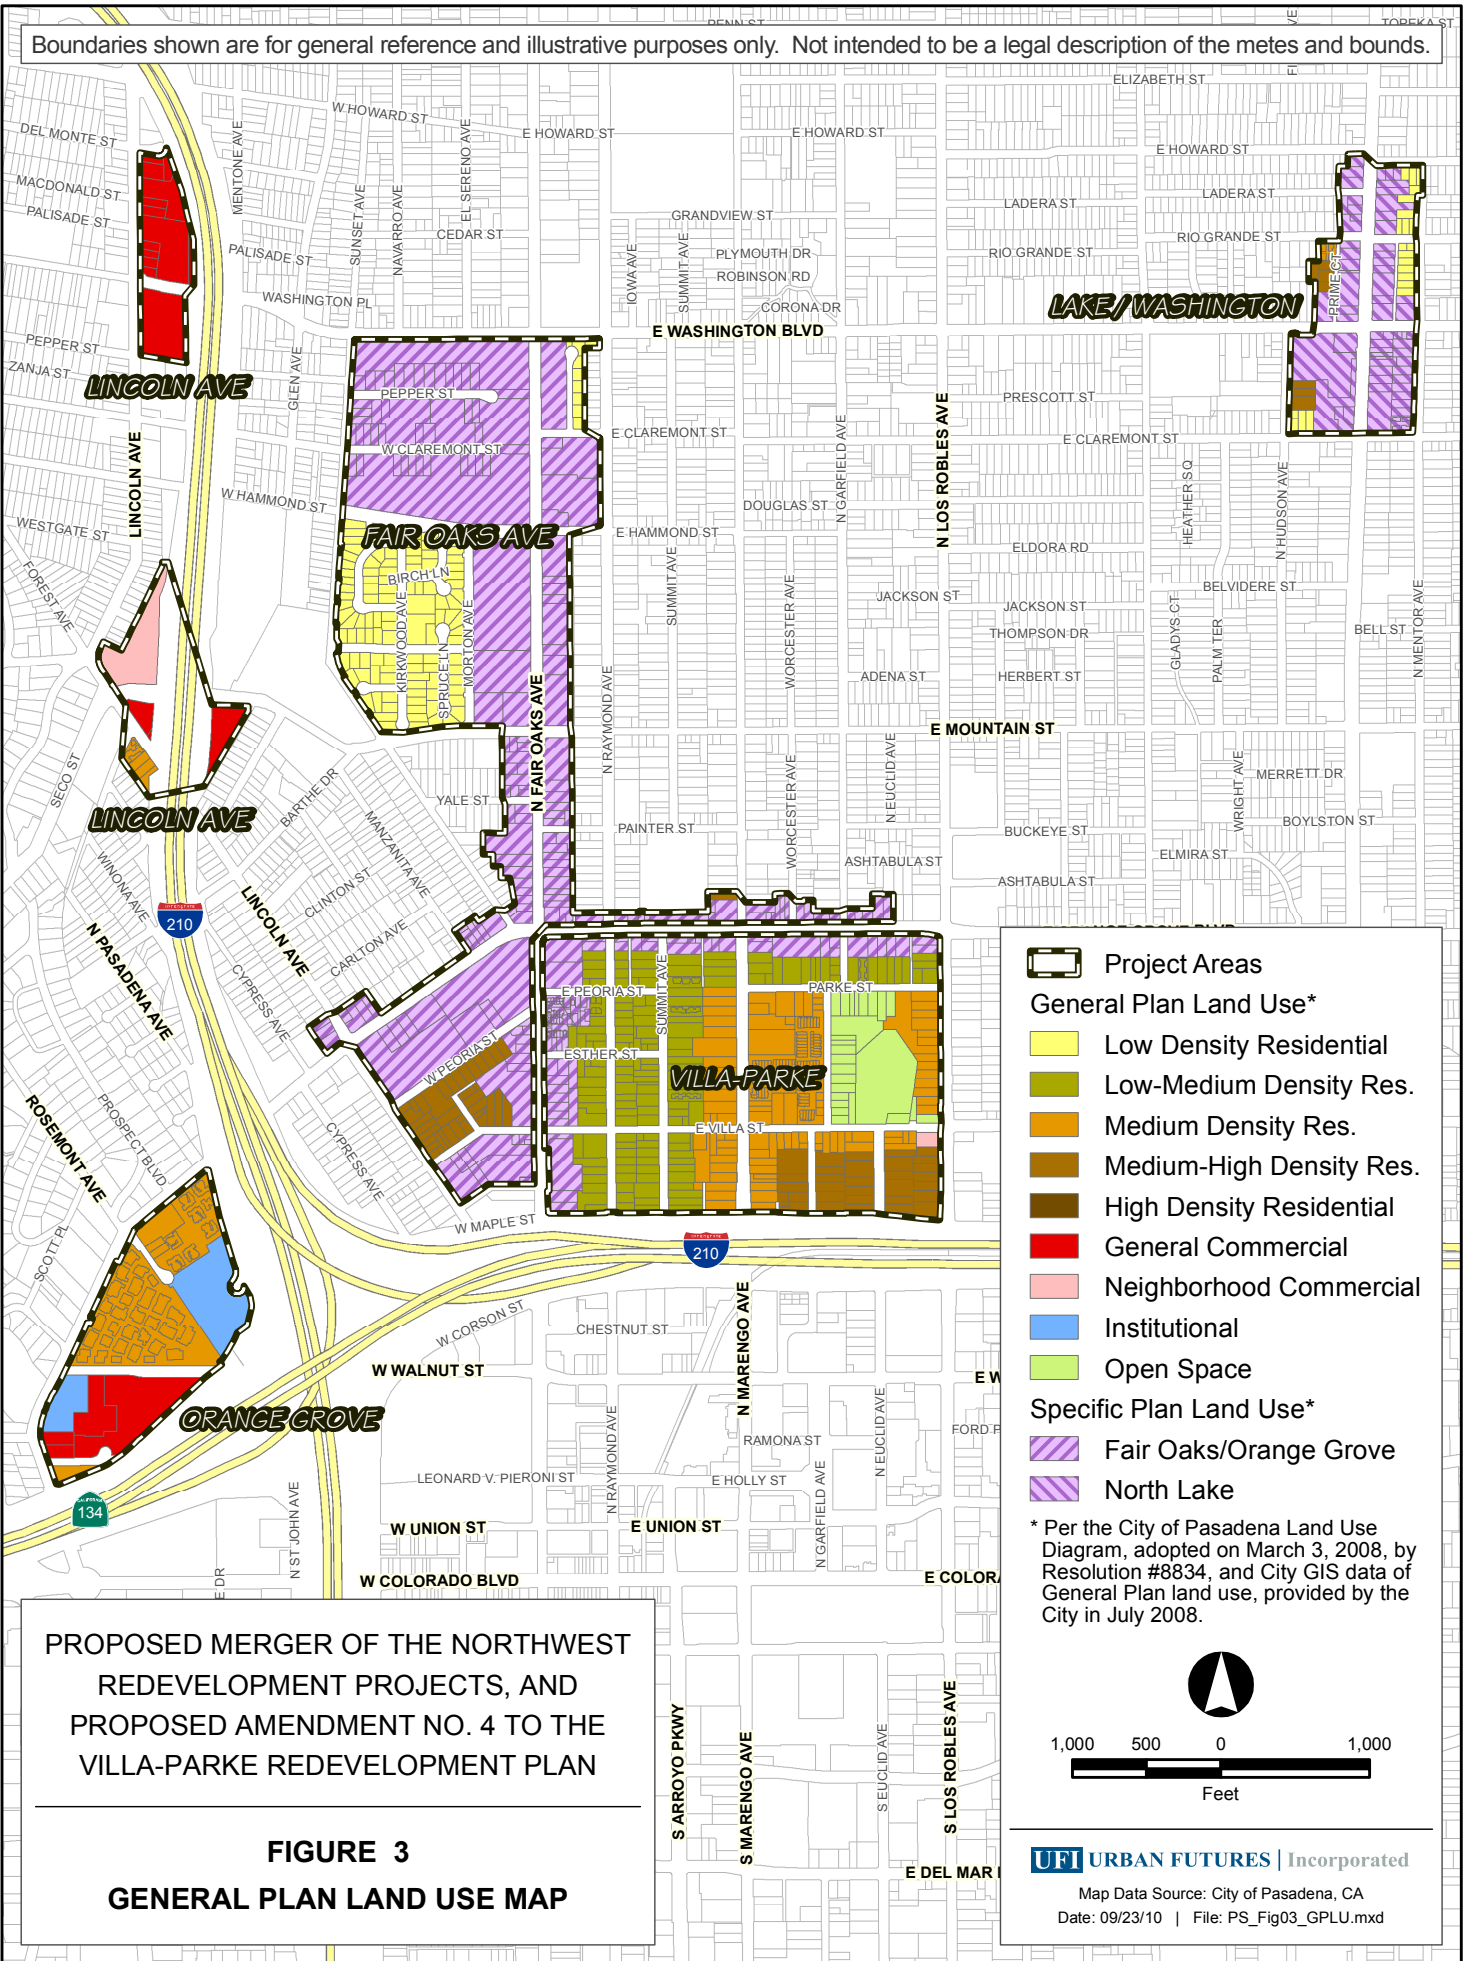 PENN ST
TOPEKA ST
Boundaries shown are for general reference and illustrative purposes only. Not intended to be a legal description of the metes and bounds.
ELIZABETH ST
W HOWARD ST
E HOWARD ST
E HOWARD ST
E HOWARD ST
DEL MONTE ST
MENTONE AVE
EL SERENO AVE
MACDONALD ST
PALISADE ST
SUNSET AVE
NAVARRO AVE
CEDAR ST
GRANDVIEW ST
LADERA ST
LADERA ST
PALISADE ST
IOWA AVE
SUMMIT AVE
PLYMOUTH DR
ROBINSON RD
RIO GRANDE ST
RIO GRANDE ST
PRIME CT
WASHINGTON PL
CORONA DR
LAKE / WASHINGTON
E WASHINGTON BLVD
PEPPER ST
ZANJA ST
LINCOLN AVE
GLEN AVE
PEPPER ST
PRESCOTT ST
W CLAREMONT ST
E CLAREMONT ST
E CLAREMONT ST
N GARFIELD AVE
N LOS ROBLES AVE
LINCOLN AVE
W HAMMOND ST
DOUGLAS ST
HEATHER SQ
N HUDSON AVE
WESTGATE ST
FAIR OAKS AVE
E HAMMOND ST
ELDORA RD
FOREST AVE
BIRCH LN
KIRKWOOD AVE
SPRUCE LN
MORTON AVE
SUMMIT AVE
WORCESTER AVE
JACKSON ST
JACKSON ST
BELVIDERE ST
THOMPSON DR
GLADYS CT
PALM TER
BELL ST
N MENTOR AVE
ADENA ST
HERBERT ST
N FAIR OAKS AVE
N RAYMOND AVE
E MOUNTAIN ST
SECO ST
LINCOLN AVE
BARTHE DR
YALE ST
MANZANITA AVE
PAINTER ST
WORCESTER AVE
N EUCLID AVE
WRIGHT AVE
MERRETT DR
BOYLSTON ST
BUCKEYE ST
ELMIRA ST
ASHTABULA ST
ASHTABULA ST
WINONA AVE
CLINTON ST
LINCOLN AVE
210
CARLTON AVE
N PASADENA AVE
CYPRESS AVE
E PEORIA ST
SUMMIT AVE
PARKE ST
ESTHER ST
W PEORIA ST
VILLA-PARKE
E VILLA ST
ROSEMONT AVE
PROSPECT BLVD
CYPRESS AVE
W MAPLE ST
SCOTT PL
210
W CORSON ST
CHESTNUT ST
N MARENGO AVE
W WALNUT ST
E W
ORANGE GROVE
N RAYMOND AVE
RAMONA ST
N EUCLID AVE
FORD P
LEONARD V. PIERONI ST
E HOLLY ST
N GARFIELD AVE
CALIFORNIA
134
N ST JOHN AVE
W UNION ST
E UNION ST
W COLORADO BLVD
E COLORA
E DR
S ARROYO PKWY
S MARENGO AVE
S EUCLID AVE
S LOS ROBLES AVE
E DEL MAR
Project Areas
General Plan Land Use*
Low Density Residential
Low-Medium Density Res.
Medium Density Res.
Medium-High Density Res.
High Density Residential
General Commercial
Neighborhood Commercial
Institutional
Open Space
Specific Plan Land Use*
Fair Oaks/Orange Grove
North Lake
* Per the City of Pasadena Land Use
Diagram, adopted on March 3, 2008, by
Resolution #8834, and City GIS data of
General Plan land use, provided by the
City in July 2008.
1,000 500 0 1,000
Feet
UFI URBAN FUTURES | Incorporated
Map Data Source: City of Pasadena, CA
Date: 09/23/10 | File: PS_Fig03_GPLU.mxd
PROPOSED MERGER OF THE NORTHWEST
REDEVELOPMENT PROJECTS, AND
PROPOSED AMENDMENT NO. 4 TO THE
VILLA-PARKE REDEVELOPMENT PLAN
FIGURE 3
GENERAL PLAN LAND USE MAP